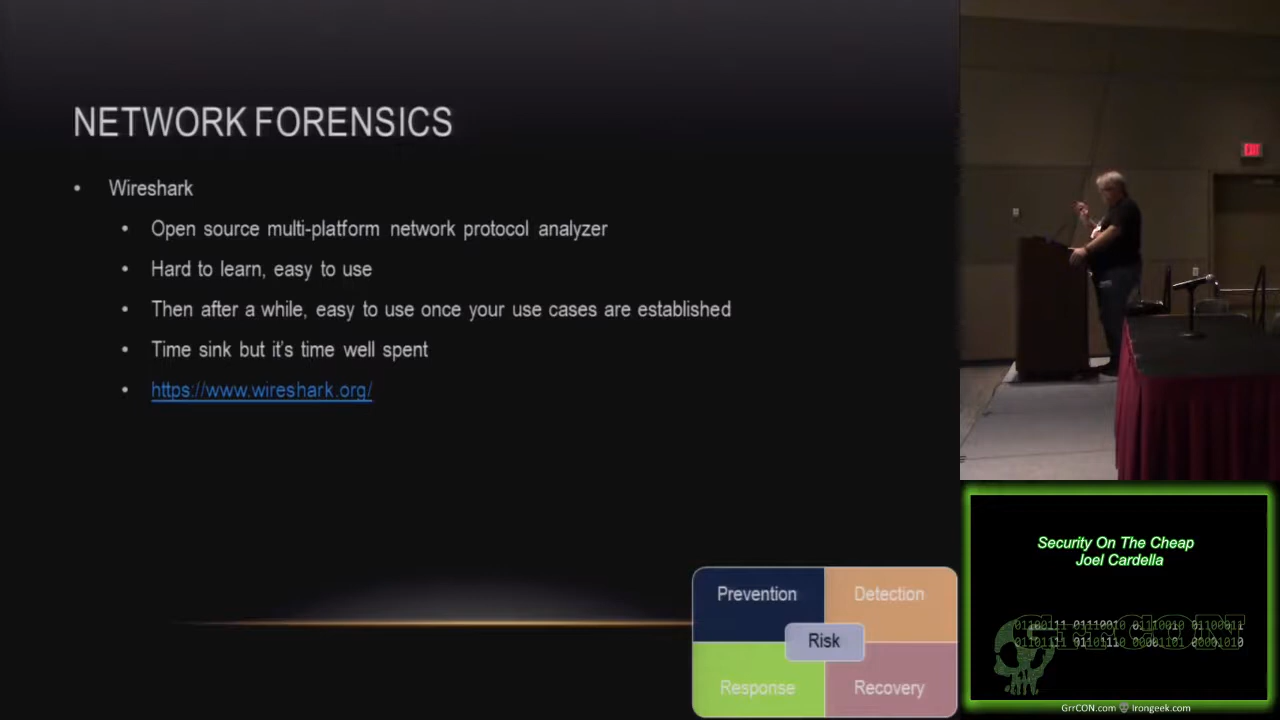 NETWORK FORENSICS
• Wireshark
• Open source multi-platform network protocol analyzer
• Hard to learn, easy to use
• Then after a while, easy to use once your use cases are established
• Time sink but it's time well spent
• https://www.wireshark.org/
Prevention
Detection
Risk
Response
Recovery
EXIT
Security On The Cheap
Joel Cardella
GrrCON
GrrCON.com Irongeek.com